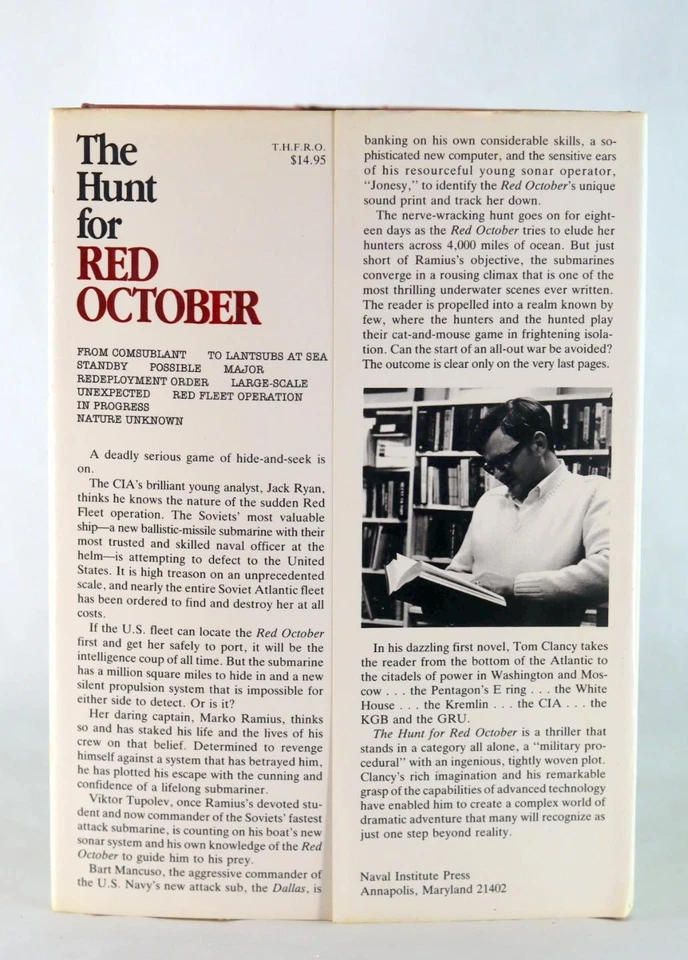 The
Hunt
for
RED
OCTOBER
T.H.F.R.O.
$14.95
FROM COMSUBLANT TO LANTSUBS AT SEA
STANDBY POSSIBLE MAJOR
REDEPLOYMENT ORDER LARGE-SCALE
UNEXPECTED RED FLEET OPERATION
IN PROGRESS
NATURE UNKNOWN
A deadly serious game of hide-and-seek is
on.
The CIA's brilliant young analyst, Jack Ryan,
thinks he knows the nature of the sudden Red
Fleet operation. The Soviets' most valuable
ship—a new ballistic-missile submarine with their
most trusted and skilled naval officer at the
helm—is attempting to defect to the United
States. It is high treason on an unprecedented
scale, and nearly the entire Soviet Atlantic fleet
has been ordered to find and destroy her at all
costs.
If the U.S. fleet can locate the Red October
first and get her safely to port, it will be the
intelligence coup of all time. But the submarine
has a million square miles to hide in and a new
silent propulsion system that is impossible for
either side to detect. Or is it?
Her daring captain, Marko Ramius, thinks
so and has staked his life and the lives of his
crew on that belief. Determined to revenge
himself against a system that has betrayed him,
he has plotted his escape with the cunning and
confidence of a lifelong submariner.
Viktor Tupolev, once Ramius's devoted stu-
dent and now commander of the Soviets' fastest
attack submarine, is counting on his boat's new
sonar system and his own knowledge of the Red
October to guide him to his prey.
Bart Mancuso, the aggressive commander of
the U.S. Navy's new attack sub, the Dallas, is
banking on his own considerable skills, a so-
phisticated new computer, and the sensitive ears
of his resourceful young sonar operator,
"Jonesy," to identify the Red October's unique
sound print and track her down.
The nerve-wracking hunt goes on for eight-
een days as the Red October tries to elude her
hunters across 4,000 miles of ocean. But just
short of Ramius's objective, the submarines
converge in a rousing climax that is one of the
most thrilling underwater scenes ever written.
The reader is propelled into a realm known by
few, where the hunters and the hunted play
their cat-and-mouse game in frightening isola-
tion. Can the start of an all-out war be avoided?
The outcome is clear only on the very last pages.
In his dazzling first novel, Tom Clancy takes
the reader from the bottom of the Atlantic to
the citadels of power in Washington and Mos-
cow . . . the Pentagon's E ring . . . the White
House . . . the Kremlin . . . the CIA . . . the
KGB and the GRU.
The Hunt for Red October is a thriller that
stands in a category all alone, a "military pro-
cedural" with an ingenious, tightly woven plot.
Clancy's rich imagination and his remarkable
grasp of the capabilities of advanced technology
have enabled him to create a complex world of
dramatic adventure that many will recognize as
just one step beyond reality.
Naval Institute Press
Annapolis, Maryland 21402